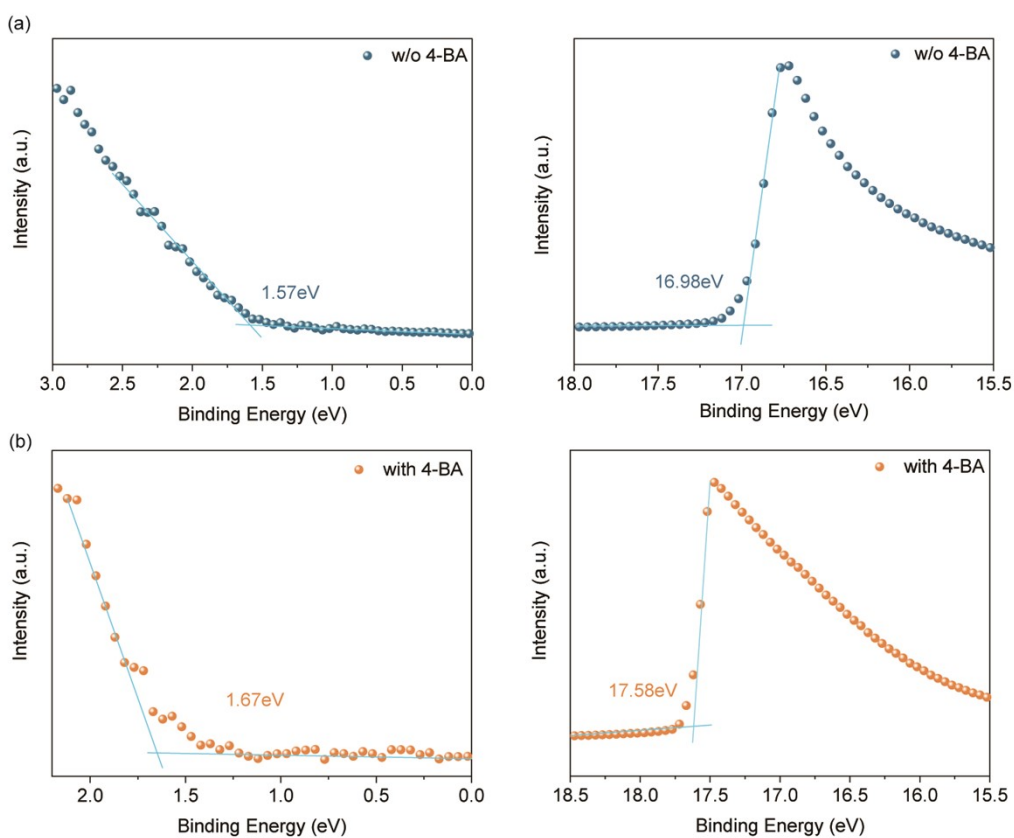 (a)
w/o 4-BA
Intensity (a.u.)
1.57eV
3.0 2.5 2.0 1.5 1.0 0.5 0.0
Binding Energy (eV)
w/o 4-BA
Intensity (a.u.)
16.98eV
18.0 17.5 17.0 16.5 16.0 15.5
Binding Energy (eV)
(b)
with 4-BA
Intensity (a.u.)
1.67eV
2.0 1.5 1.0 0.5 0.0
Binding Energy (eV)
with 4-BA
Intensity (a.u.)
17.58eV
18.5 18.0 17.5 17.0 16.5 16.0 15.5
Binding Energy (eV)